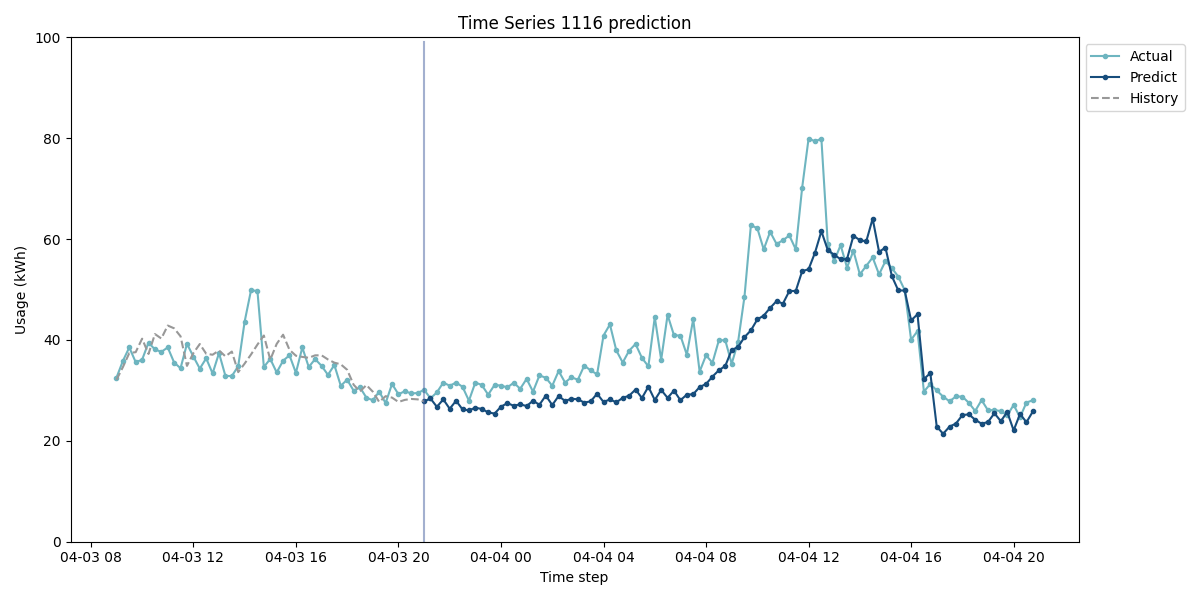 Time Series 1116 prediction
Usage (kWh)
100
80
60
40
20
0
04-03 08
04-03 12
04-03 16
04-03 20
04-04 00
04-04 04
04-04 08
04-04 12
04-04 16
04-04 20
Time step
Actual
Predict
History